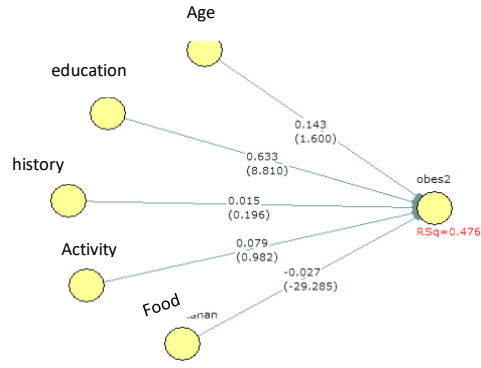 Age
education
history
Activity
Food
0.143
(1.600)
0.633
(8.810)
0.015
(0.196)
0.079
(0.982)
-0.027
(-29.285)
obes2
RSq=0.476